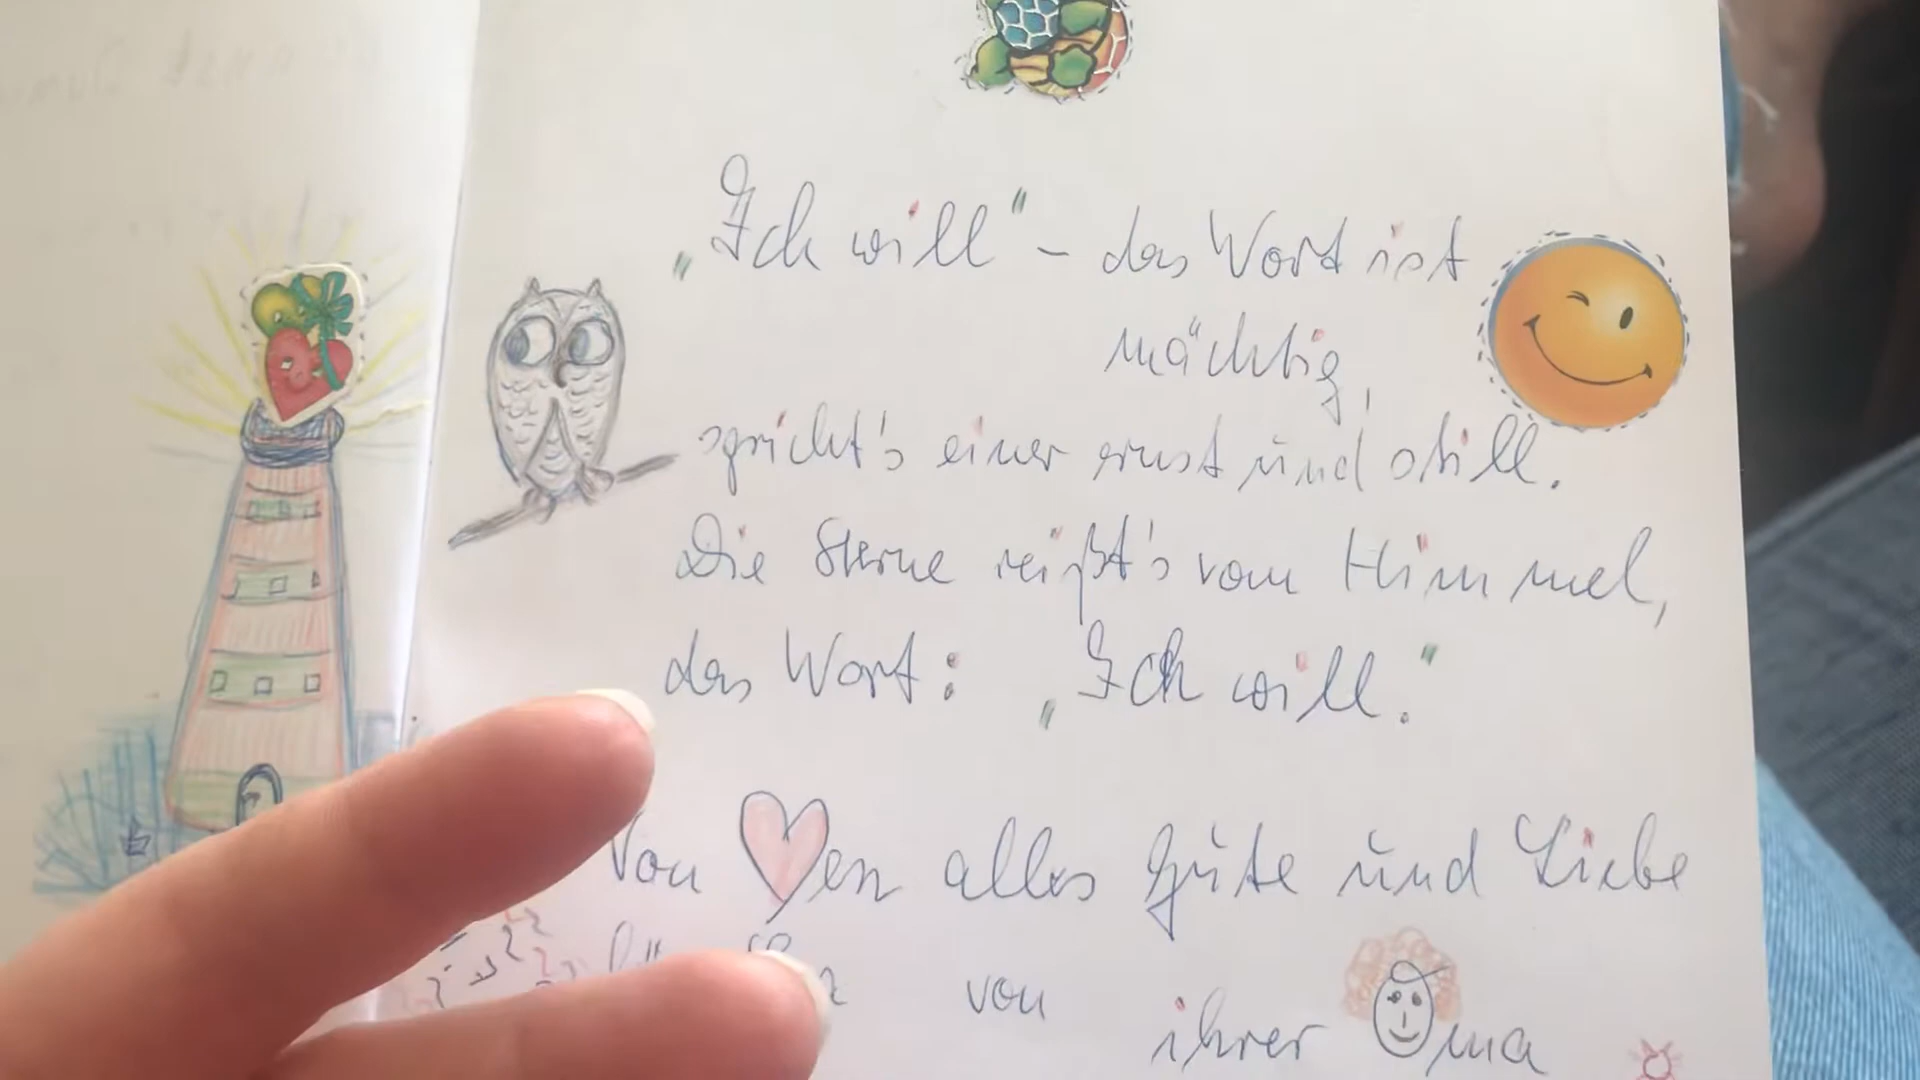 „Ich will" – das Wort ist
mächtig,
spricht's einer ernst und still.
Die Sterne reißt's vom Himmel,
das Wort: „Ich will."
Von en alles Gute und Liebe
von
ihrer Oma